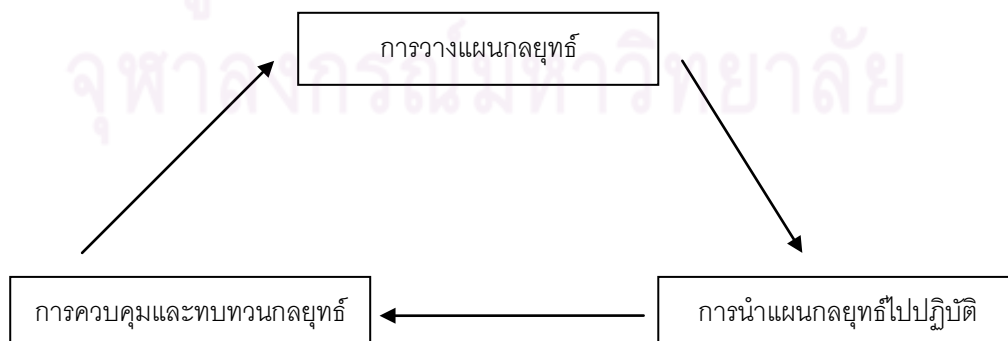 การวางแผนกลยุทธ์
จุฬาลงกรณ์มหาวิทยาลัย
การควบคุมและทบทวนกลยุทธ์
การนำแผนกลยุทธ์ไปปฏิบัติ